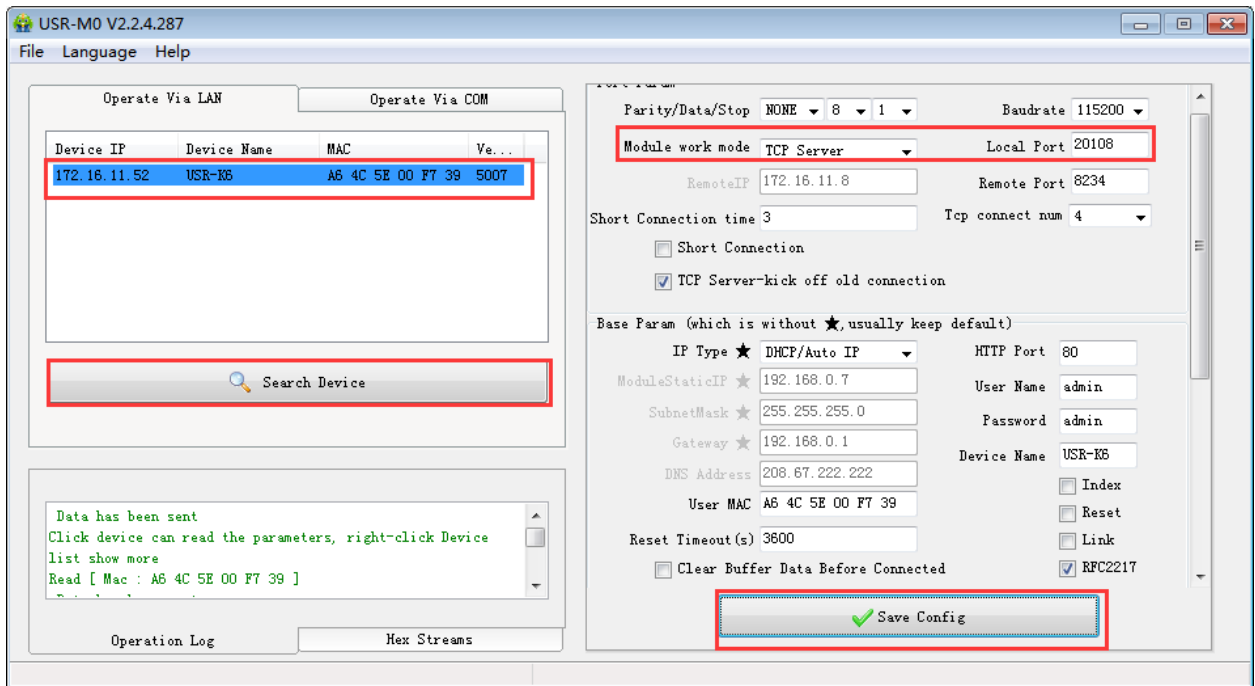 USR-M0 V2.2.4.287
File Language Help
Operate Via LAN
Operate Via COM
Device IP Device Name MAC Ve...
172.16.11.52 USR-K6 A6 4C 5E 00 F7 39 5007
Search Device
Data has been sent
Click device can read the parameters, right-click Device
list show more
Read [ Mac : A6 4C 5E 00 F7 39 ]
Operation Log
Hex Streams
Port Param
Parity/Data/Stop NONE 8 1 Baudrate 115200
Module work mode TCP Server Local Port 20108
RemoteIP 172.16.11.8 Remote Port 8234
Short Connection time 3 Tcp connect num 4
Short Connection
TCP Server-kick off old connection
Base Param (which is without ★, usually keep default)
IP Type ★ DHCP/Auto IP HTTP Port 80
ModuleStaticIP ★ 192.168.0.7 User Name admin
SubnetMask ★ 255.255.255.0 Password admin
Gateway ★ 192.168.0.1 Device Name USR-K6
DNS Address 208.67.222.222 Index
User MAC A6 4C 5E 00 F7 39 Reset
Reset Timeout(s) 3600 Link
Clear Buffer Data Before Connected RFC2217
Save Config